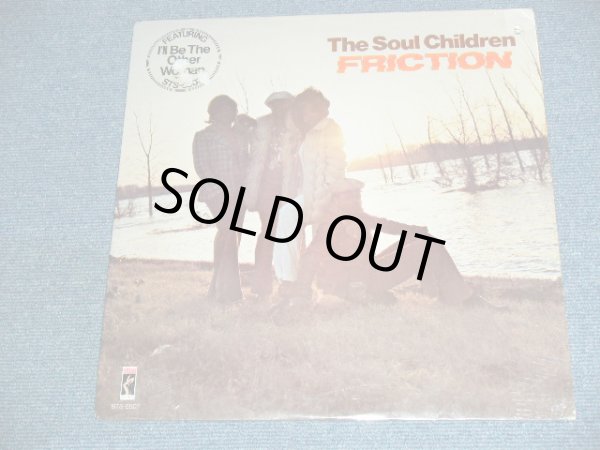 FEATURING
I'll Be The
Other
Woman
The Soul Children
FRICTION
SOLD OUT